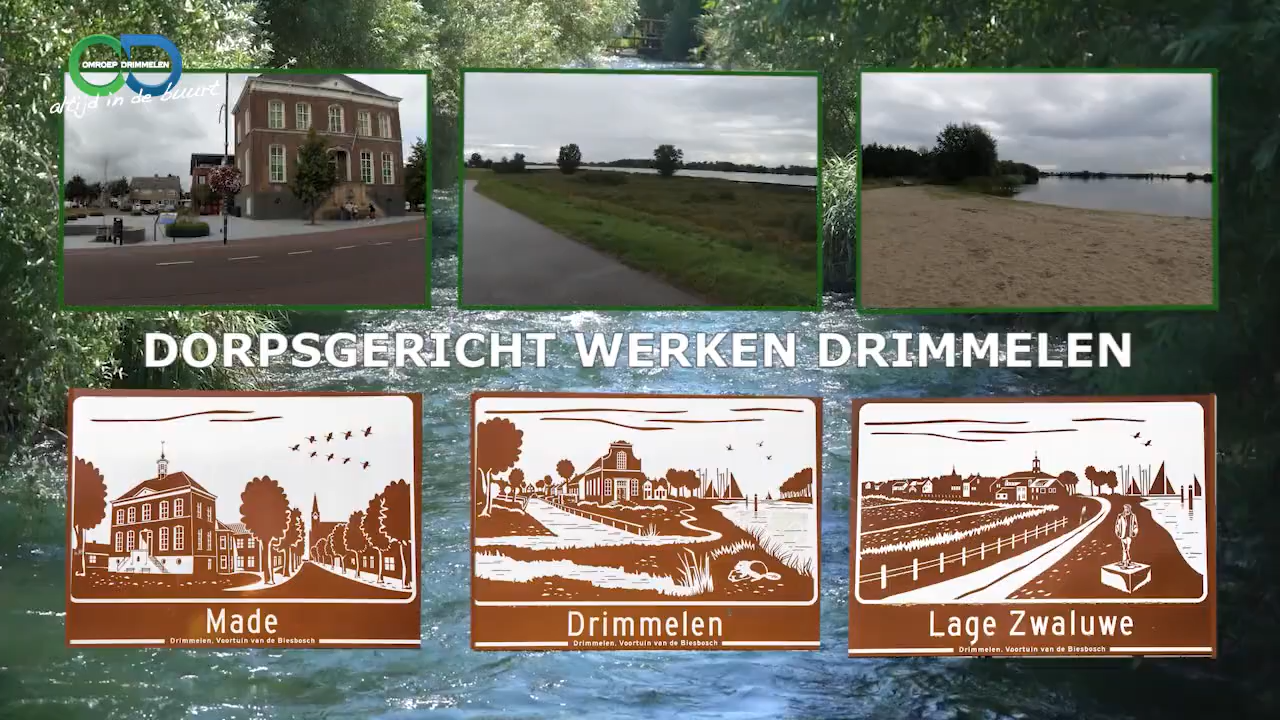 OMROEP DRIMMELEN
altijd in de buurt
DORPSGERICHT WERKEN DRIMMELEN
Made
Drimmelen, Voortuin van de Biesbosch
Drimmelen
Drimmelen, Voortuin van de Biesbosch
Lage Zwaluwe
Drimmelen, Voortuin van de Biesbosch